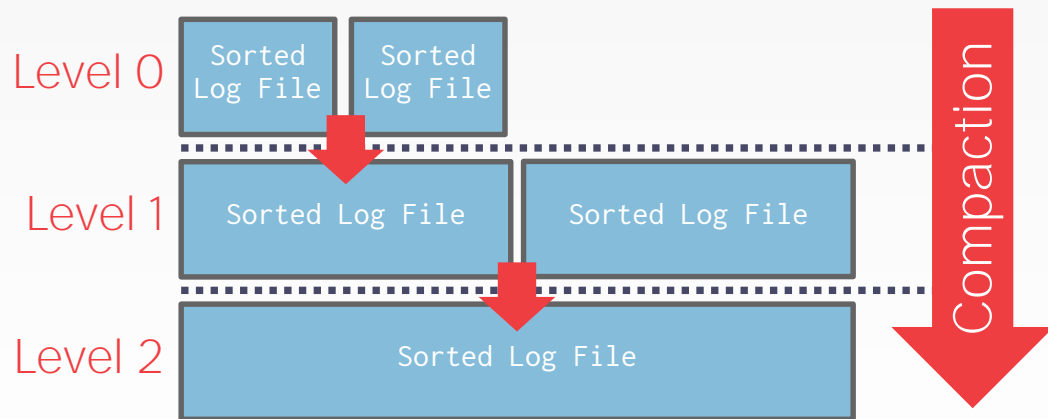 Level 0
Sorted
Log File
Sorted
Log File
Level 1
Sorted Log File
Sorted Log File
Level 2
Sorted Log File
Compaction